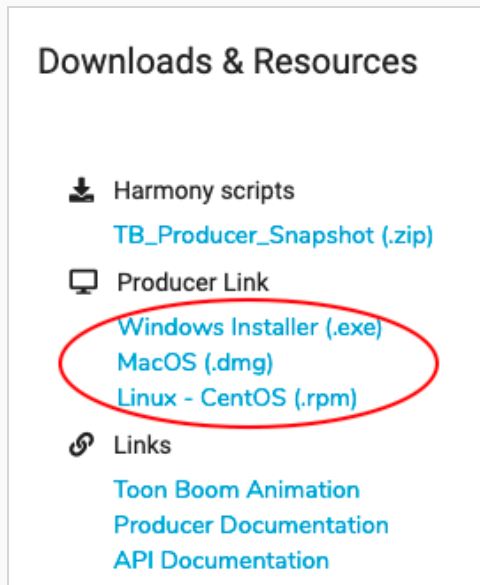 Downloads & Resources
Harmony scripts
TB_Producer_Snapshot (.zip)
Producer Link
Windows Installer (.exe)
MacOS (.dmg)
Linux - CentOS (.rpm)
Links
Toon Boom Animation
Producer Documentation
API Documentation